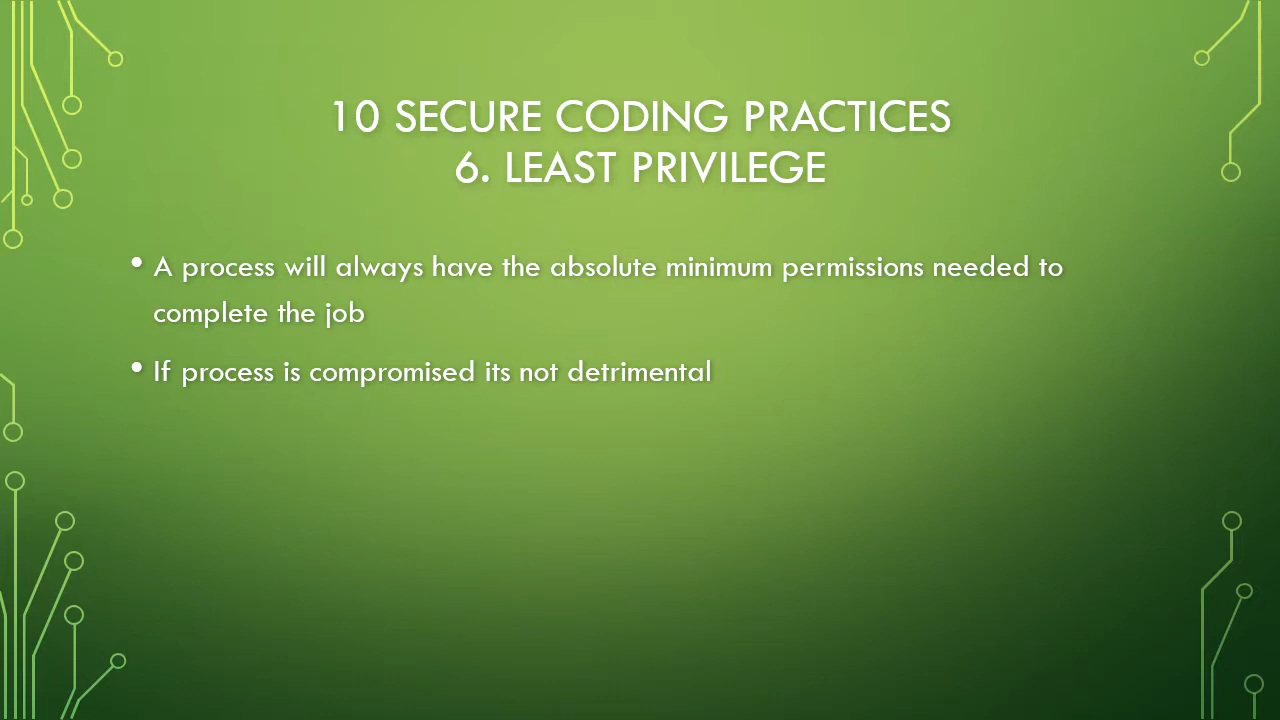 10 SECURE CODING PRACTICES
6. LEAST PRIVILEGE
• A process will always have the absolute minimum permissions needed to
complete the job
• If process is compromised its not detrimental